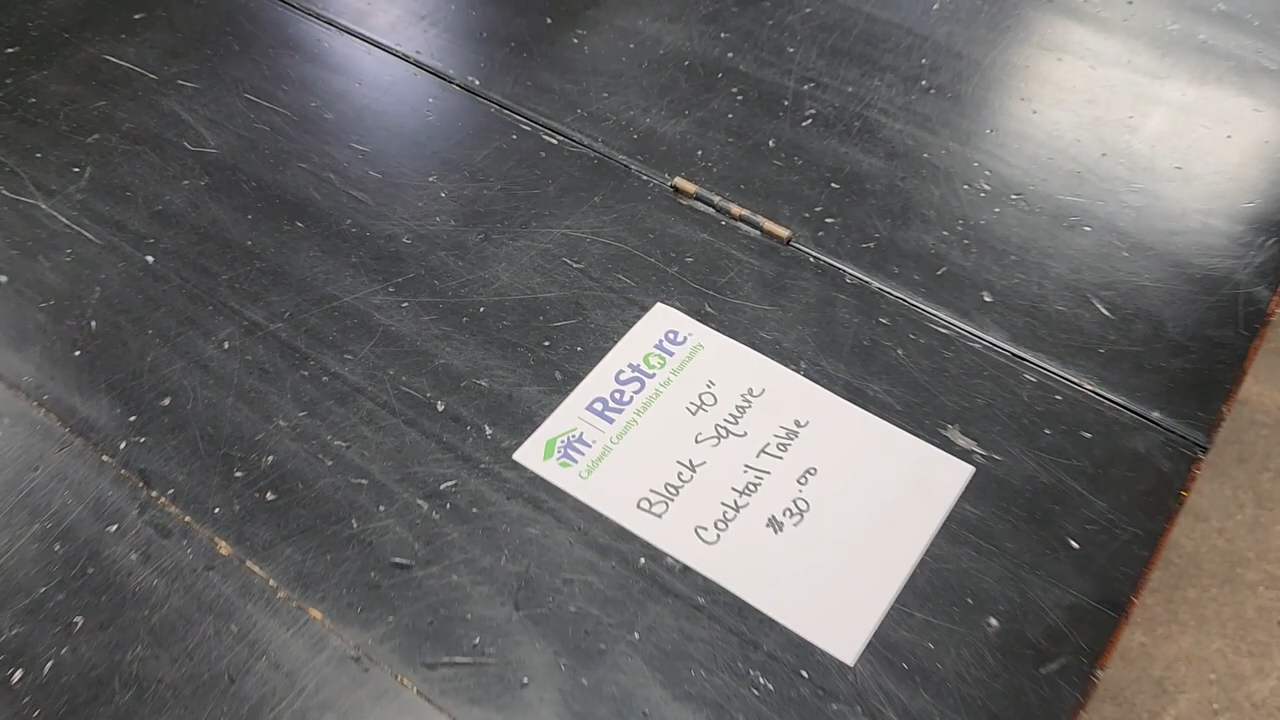 ReStore®
Caldwell County Habitat for Humanity
40"
Black Square
Cocktail Table
$30.00